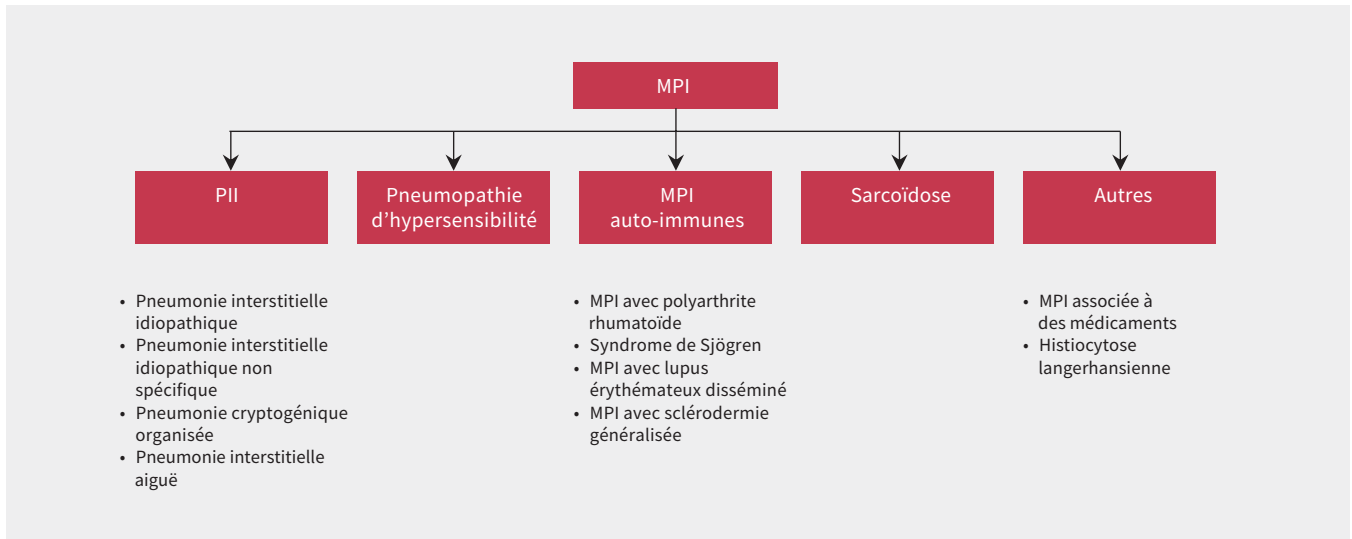 MPI
PII
Pneumopathie
d’hypersensibilité
MPI
auto-immunes
Sarcoïdose
Autres
• Pneumonie interstitielle
idiopathique
• Pneumonie interstitielle
idiopathique non
spécifique
• Pneumonie cryptogénique
organisée
• Pneumonie interstitielle
aiguë
• MPI avec polyarthrite
rhumatoïde
• Syndrome de Sjögren
• MPI avec lupus
érythémateux disséminé
• MPI avec sclérodermie
généralisée
• MPI associée à
des médicaments
• Histiocytose
langerhansienne